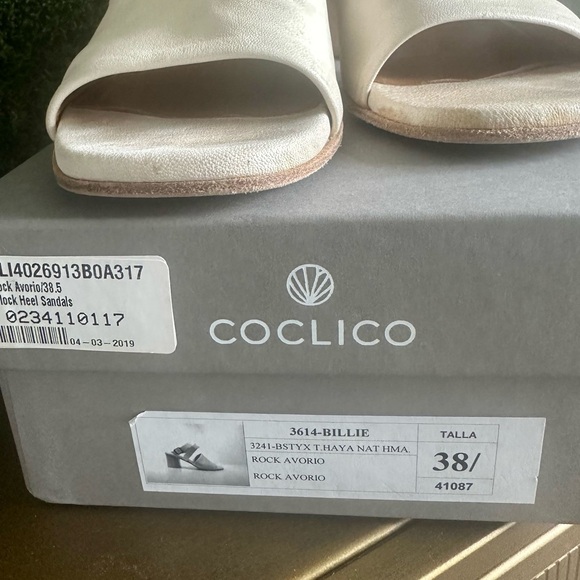 LI4026913B0A317
ock Avorio/38.5
lock Heel Sandals
0234110117
04-03-2019
COCLICO
3614-BILLIE
TALLA
3241-BSTYX T.HAYA NAT HMA.
ROCK AVORIO
38/
ROCK AVORIO
41087